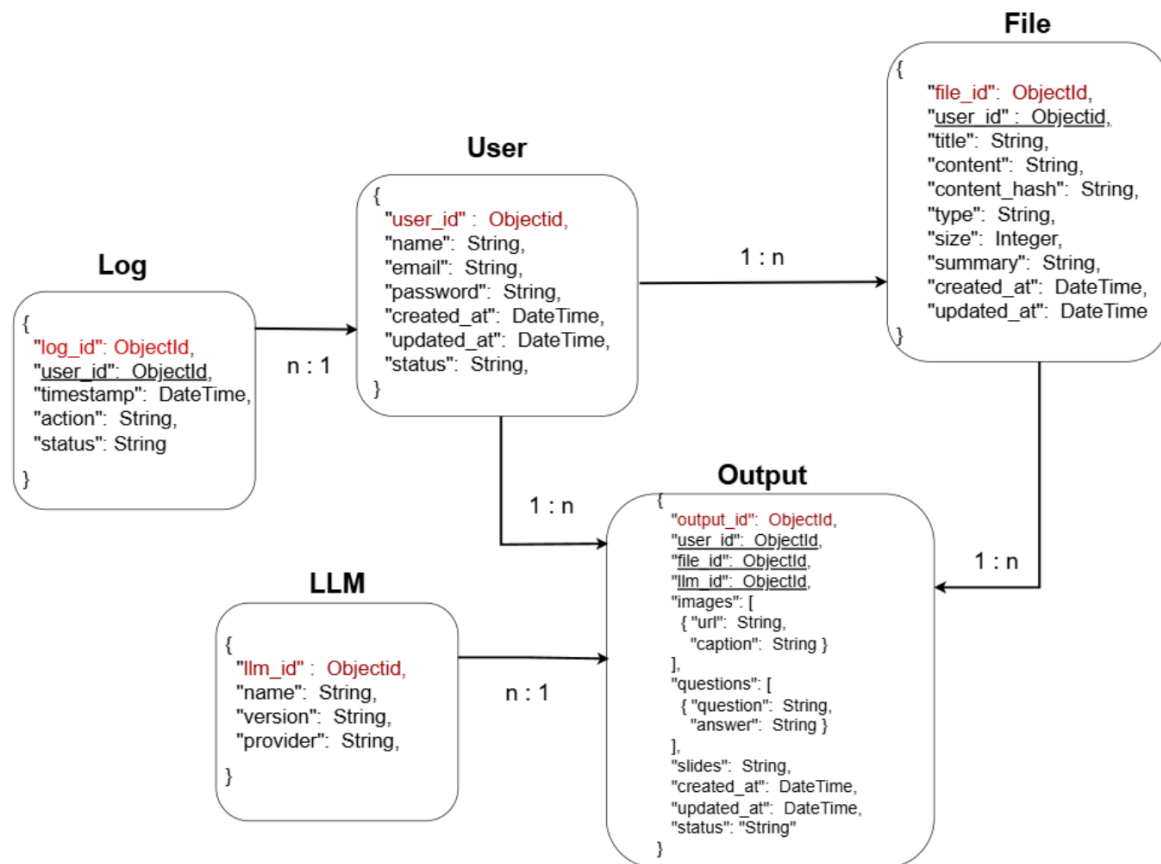 File
{
"file_id": ObjectId,
"user_id" : Objectid,
"title": String,
"content": String,
"content_hash": String,
"type": String,
"size": Integer,
"summary": String,
"created_at": DateTime,
"updated_at": DateTime
}
User
{
"user_id" : Objectid,
"name": String,
"email": String,
"password": String,
"created_at": DateTime,
"updated_at": DateTime,
"status": String,
}
1 : n
Log
{
"log_id": ObjectId,
"user_id": ObjectId,
"timestamp": DateTime,
"action": String,
"status": String
}
n : 1
Output
{
"output_id": ObjectId,
"user_id": ObjectId,
"file_id": ObjectId,
"llm_id": ObjectId,
"images": [
{ "url": String,
"caption": String }
],
"questions": [
{ "question": String,
"answer": String }
],
"slides": String,
"created_at": DateTime,
"updated_at": DateTime,
"status": "String"
}
1 : n
1 : n
LLM
{
"llm_id" : Objectid,
"name": String,
"version": String,
"provider": String,
}
n : 1